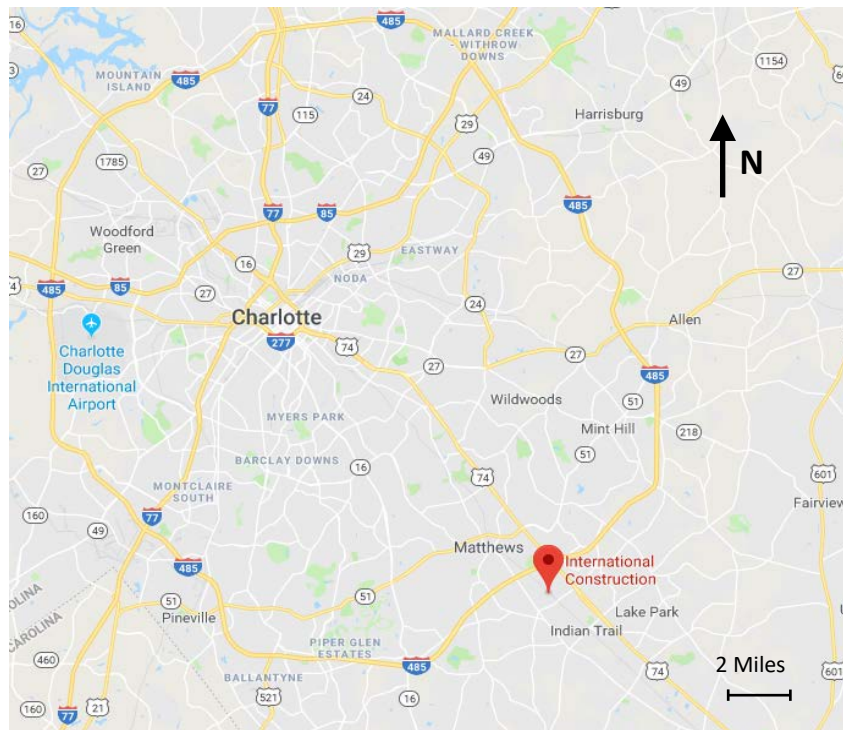 16
485
MALLARD CREEK
- WITHROW
DOWNS
1154
49
MOUNTAIN
ISLAND
485
77
24
115
29
Harrisburg
49
N
27
1785
77
85
485
Woodford
Green
16
29
EASTWAY
NODA
485
85
27
27
24
Charlotte
277
74
Allen
Charlotte
Douglas
International
Airport
27
27
485
Wildwoods
51
MYERS PARK
Mint Hill
218
BARCLAY DOWNS
16
51
74
601
MONTCLAIRE
SOUTH
Fairview
77
160
49
Matthews
International
Construction
485
51
51
Pineville
Lake Park
Indian Trail
CAROLINA
CAROLINA
PIPER GLEN
ESTATES
485
460
BALLANTYNE
74
2 Miles
601
521
16
160
77
21